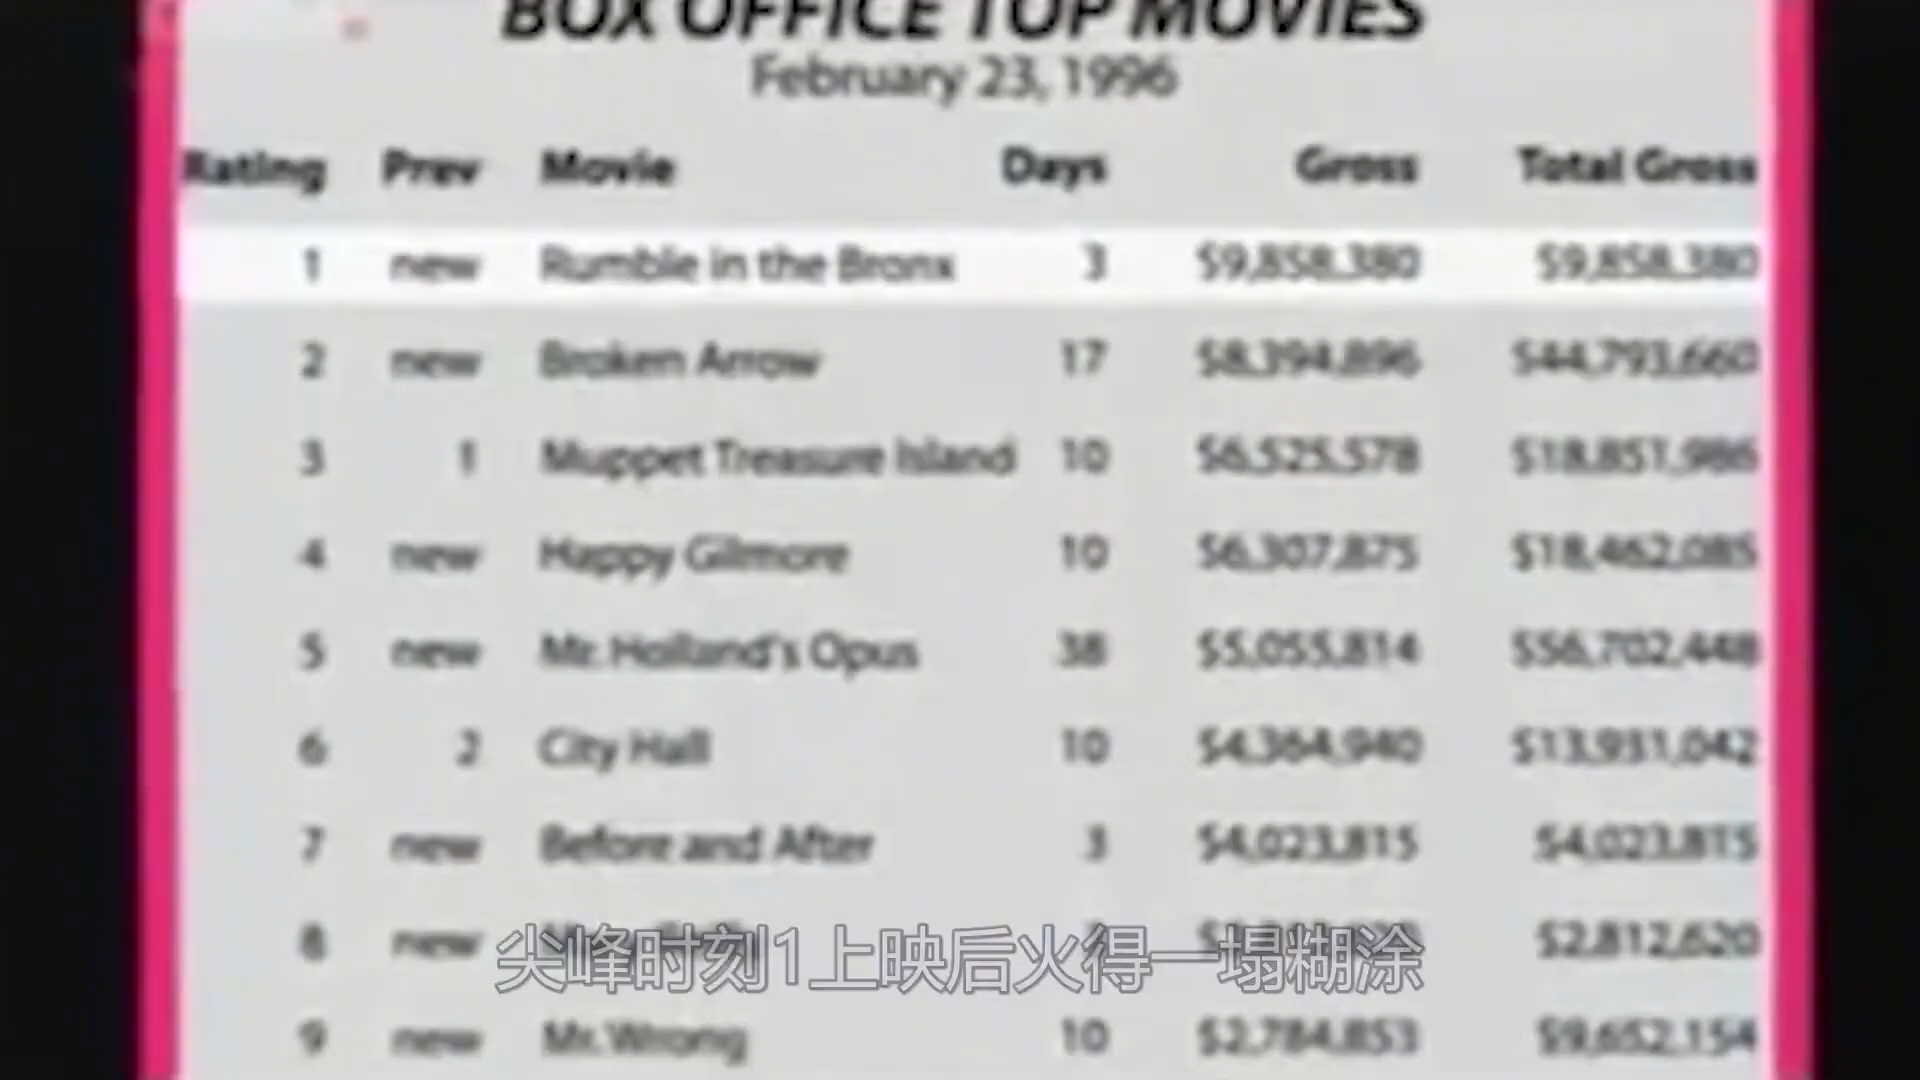 BOX OFFICE TOP MOVIES
February 23, 1996
Rating Prev Movie Days Gross Total Gross
1 new Rumble in the Bronx 3 $9,858,380 $9,858,380
2 new Broken Arrow 17 $8,394,896 $44,793,660
3 1 Muppet Treasure Island 10 $6,525,578 $18,851,986
4 new Happy Gilmore 10 $6,307,875 $18,462,085
5 new Mr. Holland's Opus 38 $5,055,814 $56,702,448
6 2 City Hall 10 $4,364,940 $13,931,042
7 new Before and After 3 $4,023,815 $4,023,815
8 new $2,812,620
尖峰时刻1上映后火得一塌糊涂
9 new Mr. Wrong 10 $2,784,853 $9,652,154